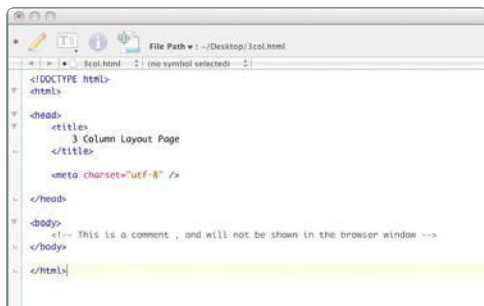 File Path ▾ : ~/Desktop/3col.html
3col.html (no symbol selected)
<!DOCTYPE html>
<html>
<head>
<title>
3 Column Layout Page
</title>
<meta charset="utf-8" />
</head>
<body>
<!-- This is a comment , and will not be shown in the browser window -->
</body>
</html>